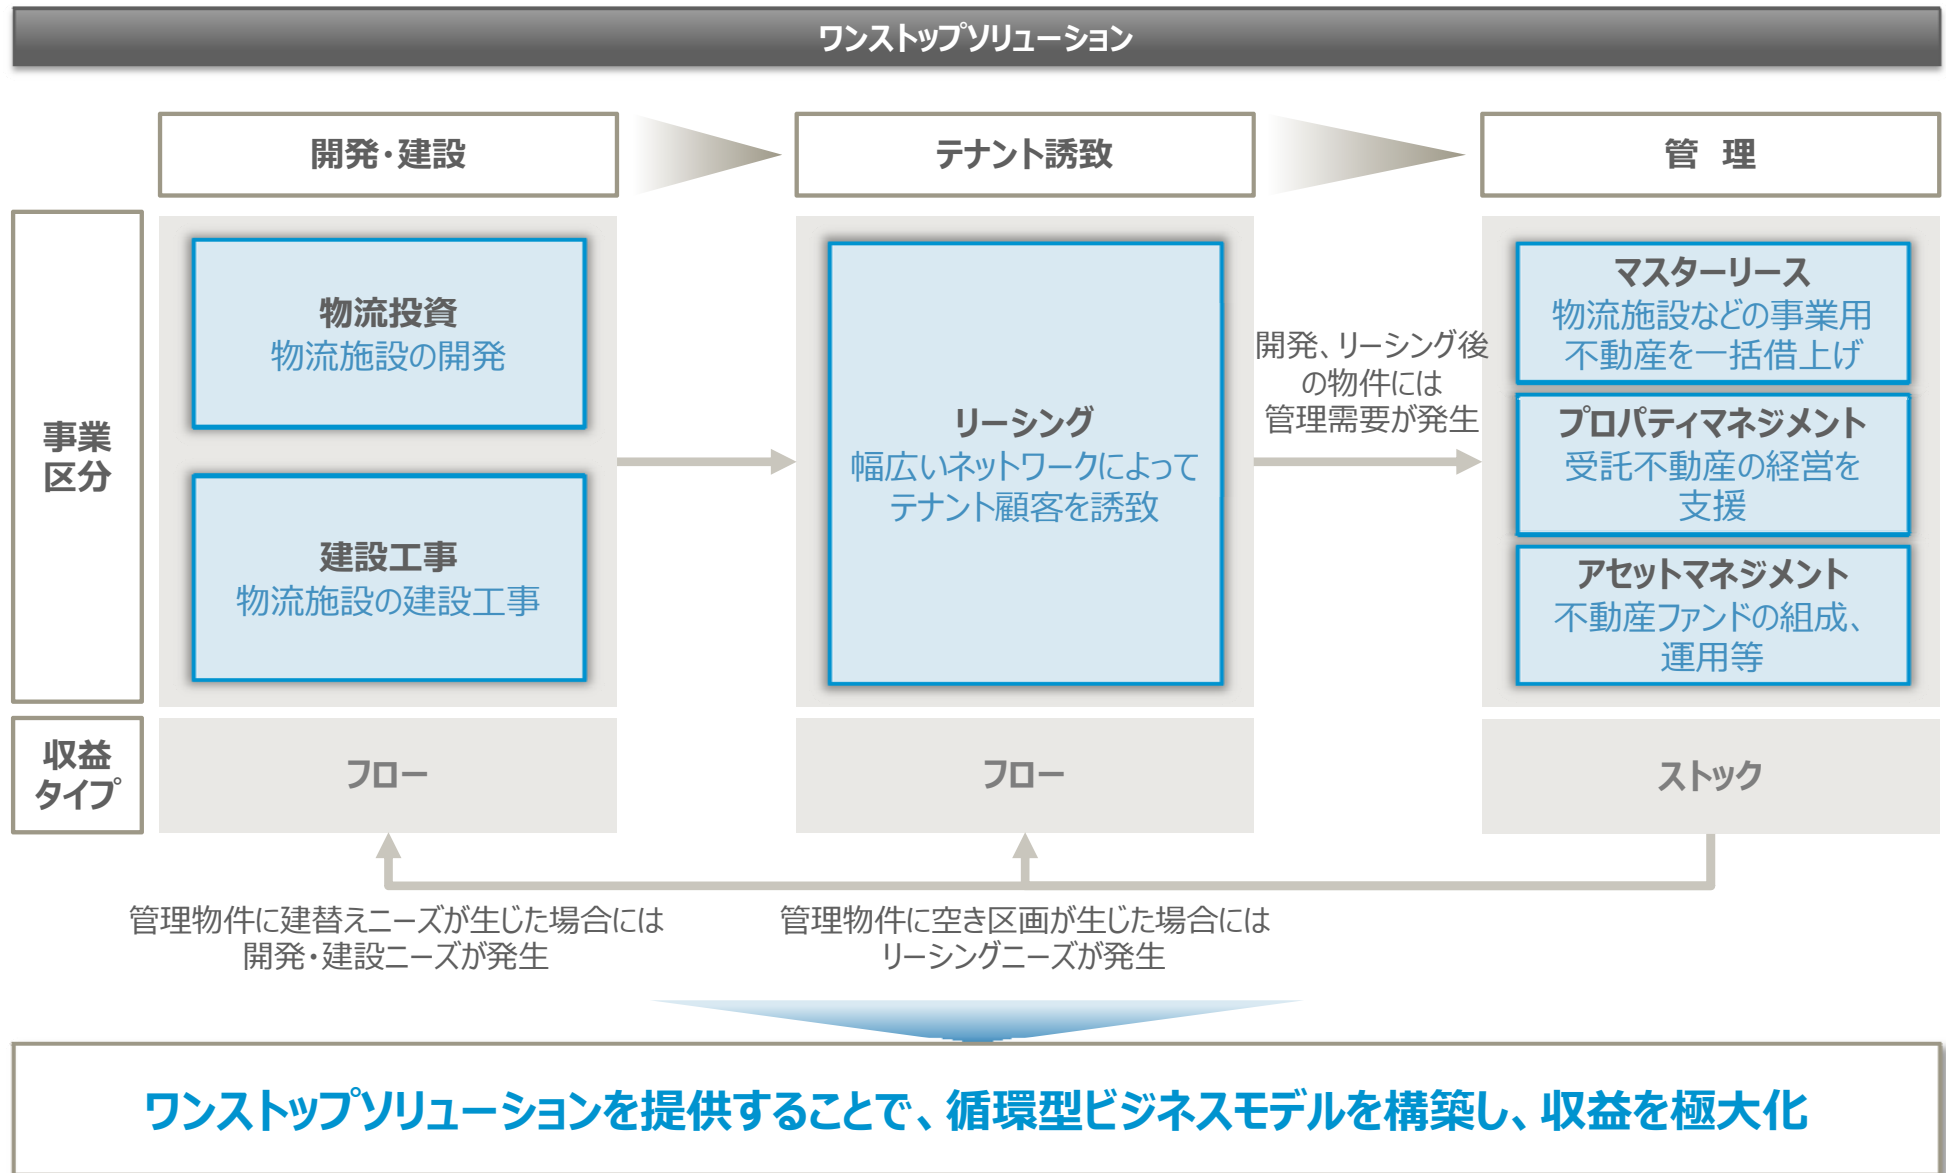 ワンストップソリューション
開発・建設
テナント誘致
管 理
事業
区分
物流投資
物流施設の開発
建設工事
物流施設の建設工事
リーシング
幅広いネットワークによって
テナント顧客を誘致
開発、リーシング後
の物件には
管理需要が発生
マスターリース
物流施設などの事業用
不動産を一括借上げ
プロパティマネジメント
受託不動産の経営を
支援
アセットマネジメント
不動産ファンドの組成、
運用等
収益
タイプ
フロー
フロー
ストック
管理物件に建替えニーズが生じた場合には
開発・建設ニーズが発生
管理物件に空き区画が生じた場合には
リーシングニーズが発生
ワンストップソリューションを提供することで、循環型ビジネスモデルを構築し、収益を極大化